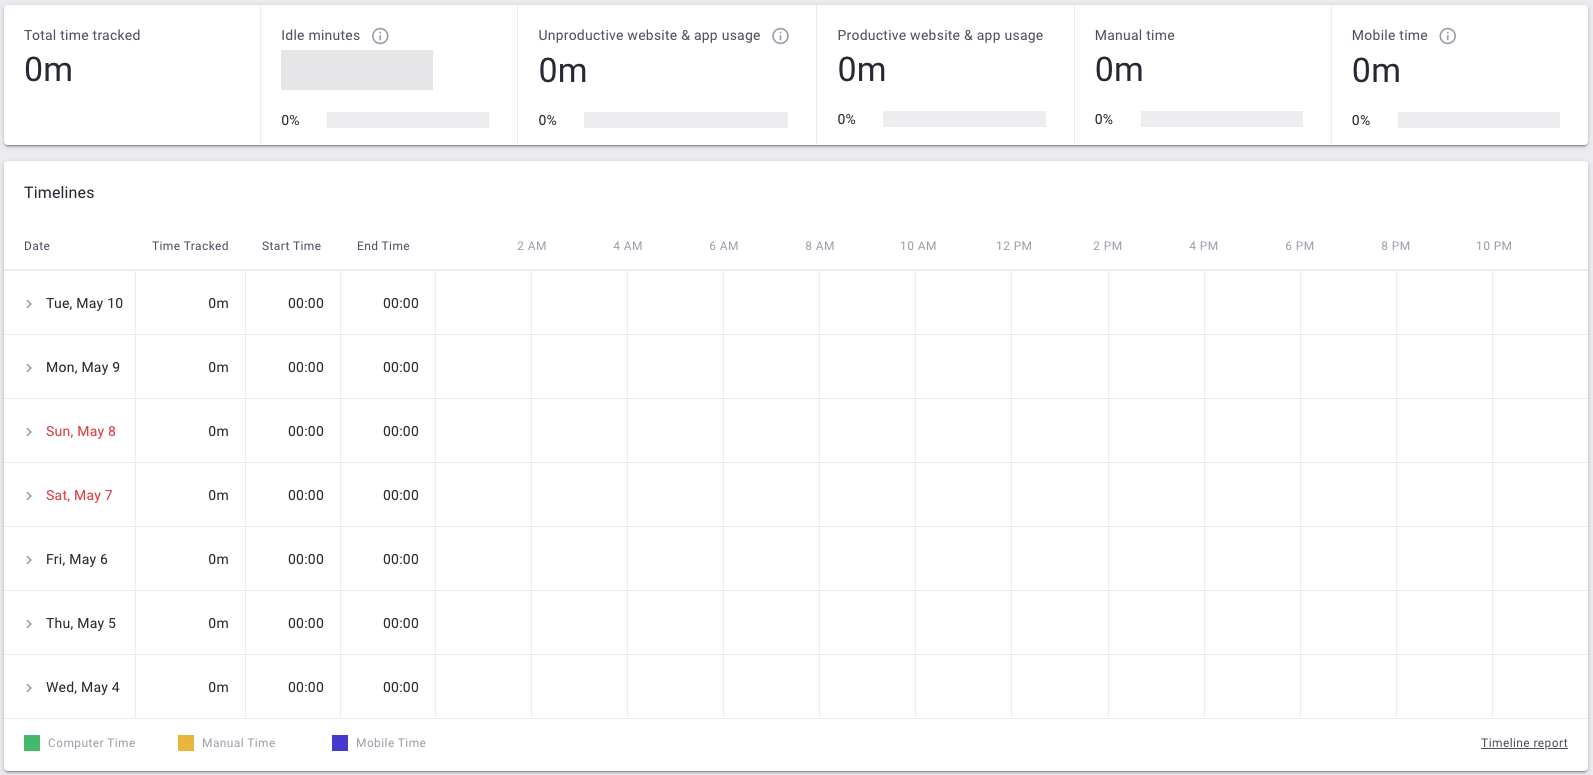 Total time tracked
0m
Idle minutes
0%
Unproductive website & app usage
0m
0%
Productive website & app usage
0m
0%
Manual time
0m
0%
Mobile time
0m
0%
Timelines
Date Time Tracked Start Time End Time 2 AM 4 AM 6 AM 8 AM 10 AM 12 PM 2 PM 4 PM 6 PM 8 PM 10 PM
Tue, May 10 0m 00:00 00:00
Mon, May 9 0m 00:00 00:00
Sun, May 8 0m 00:00 00:00
Sat, May 7 0m 00:00 00:00
Fri, May 6 0m 00:00 00:00
Thu, May 5 0m 00:00 00:00
Wed, May 4 0m 00:00 00:00
Computer Time Manual Time Mobile Time Timeline report